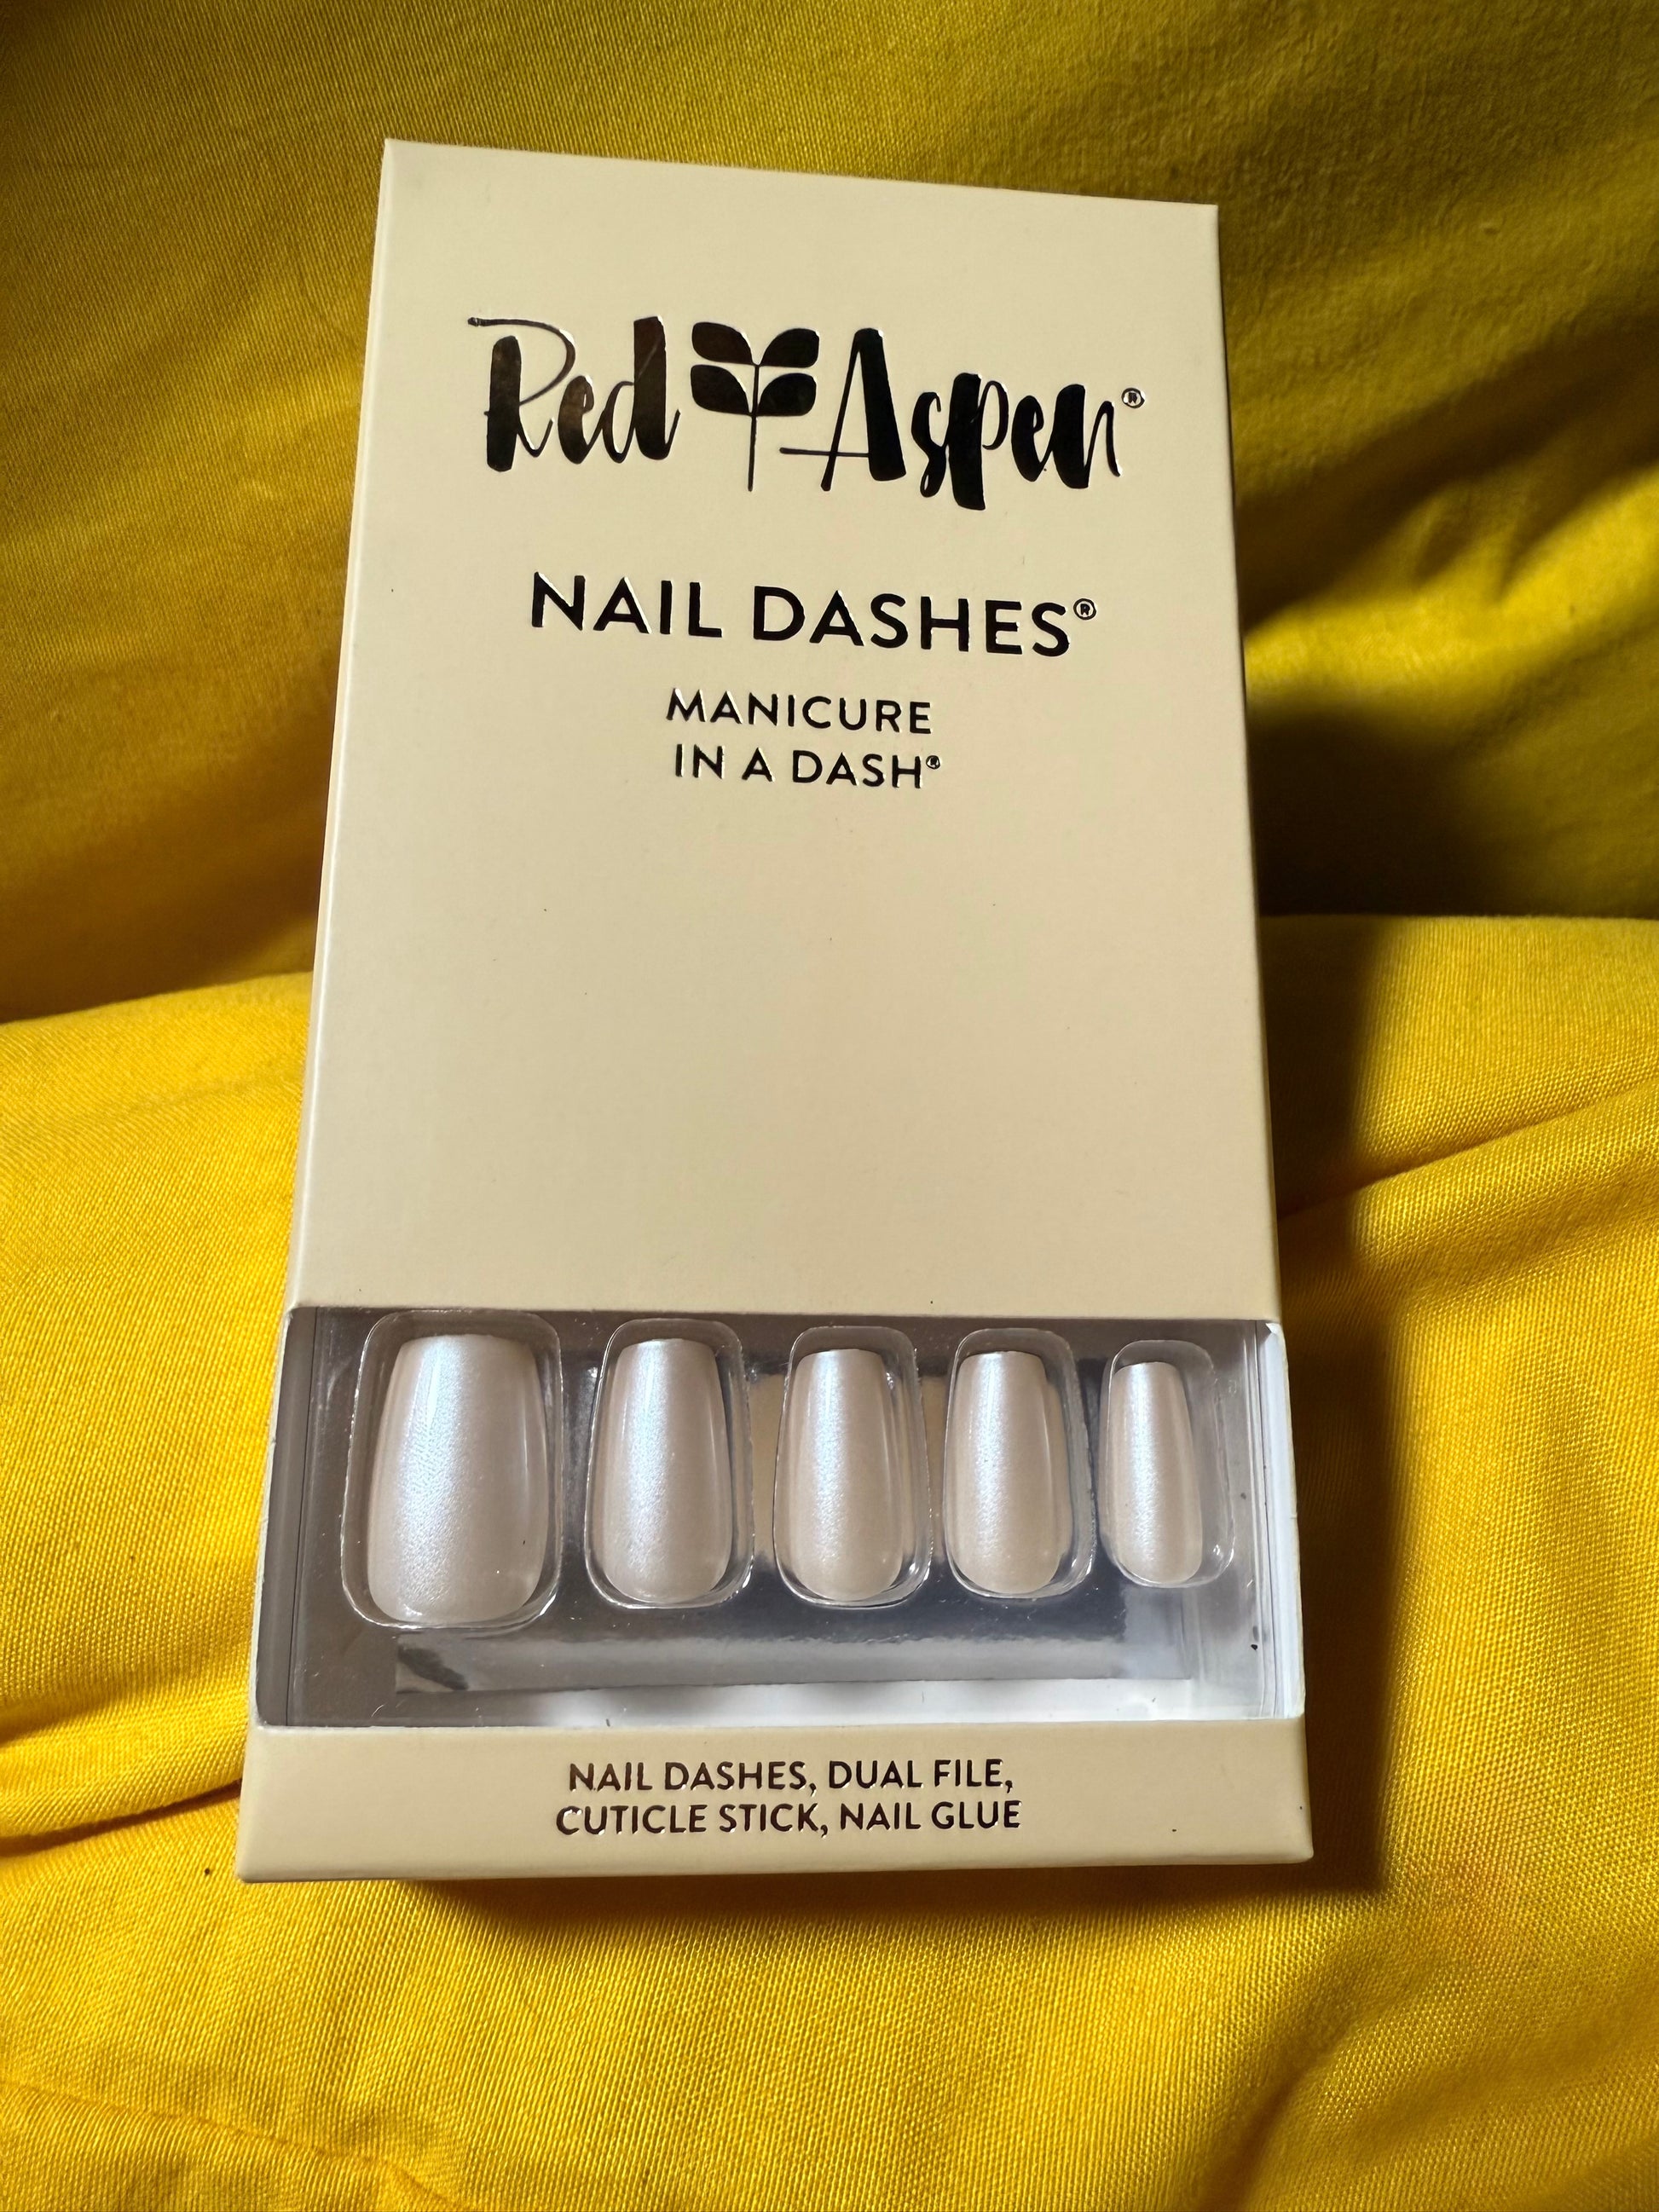 Red Aspen®
NAIL DASHES®
MANICURE
IN A DASH®
NAIL DASHES, DUAL FILE,
CUTICLE STICK, NAIL GLUE